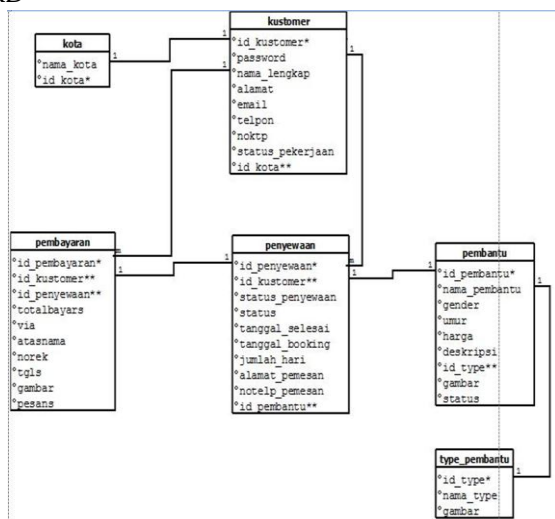 kota
°nama_kota
°id_kota*
kustomer
°id_kustomer*
°password
°nama_lengkap
°alamat
°email
°telpon
°noktp
°status_pekerjaan
°id_kota**
1
1
1
1
pembayaran
°id_pembayaran*
°id_kustomer**
°id_penyewaan**
°totalbayars
°via
°atasnama
°norek
°tgls
°gambar
°pesans
m
1
penyewaan
°id_penyewaan*
°id_kustomer**
°status_penyewaan
°status
°tanggal_selesai
°tanggal_booking
°jumlah_hari
°alamat_pemesan
°notelp_pemesan
°id_pembantu**
1
m
1
pembantu
°id_pembantu*
°nama_pembantu
°gender
°umur
°harga
°deskripsi
°id_type**
°gambar
°status
1
1
type_pembantu
°id_type*
°nama_type
°gambar
1